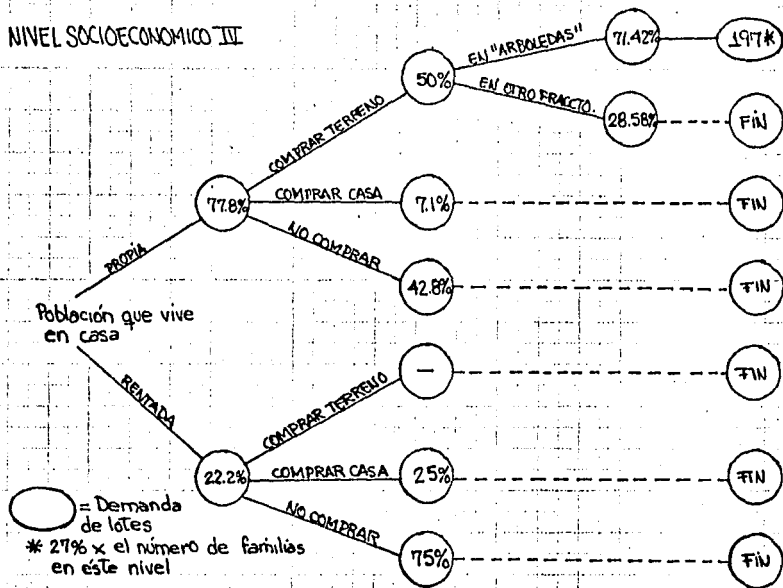 NIVEL SOCIOECONOMICO III
EN "ARBOLEDAS"
71.42%
197*
50%
EN OTRO FRACCTO.
28.58%
FIN
COMPRAR TERRENO
77.8%
COMPRAR CASA
7.1%
FIN
NO COMPRAR
42.8%
FIN
PROPIA
Población que vive
en casa
RENTADA
COMPRAR TERRENO
—
FIN
22.2%
COMPRAR CASA
25%
FIN
NO COMPRAR
75%
FIN
= Demanda
de lotes
* 27% x el número de familias
en este nivel